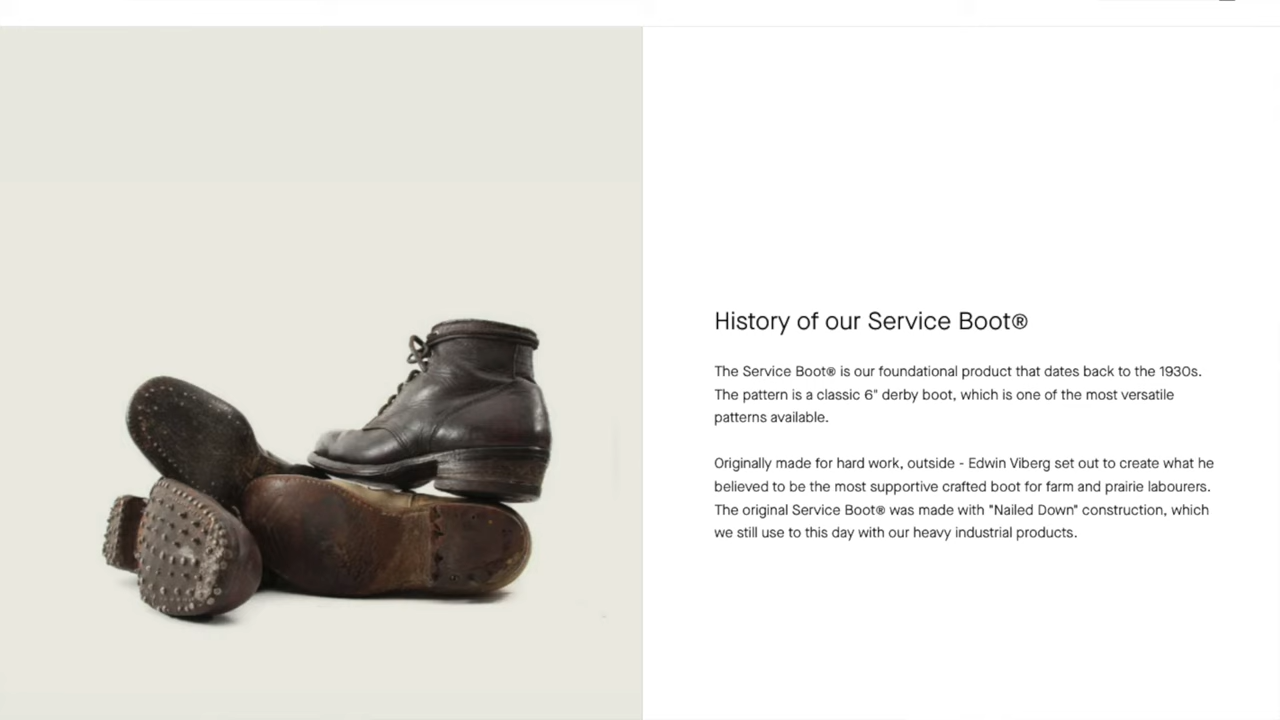 History of our Service Boot®
The Service Boot® is our foundational product that dates back to the 1930s.
The pattern is a classic 6" derby boot, which is one of the most versatile
patterns available.
Originally made for hard work, outside - Edwin Viberg set out to create what he
believed to be the most supportive crafted boot for farm and prairie labourers.
The original Service Boot® was made with "Nailed Down" construction, which
we still use to this day with our heavy industrial products.